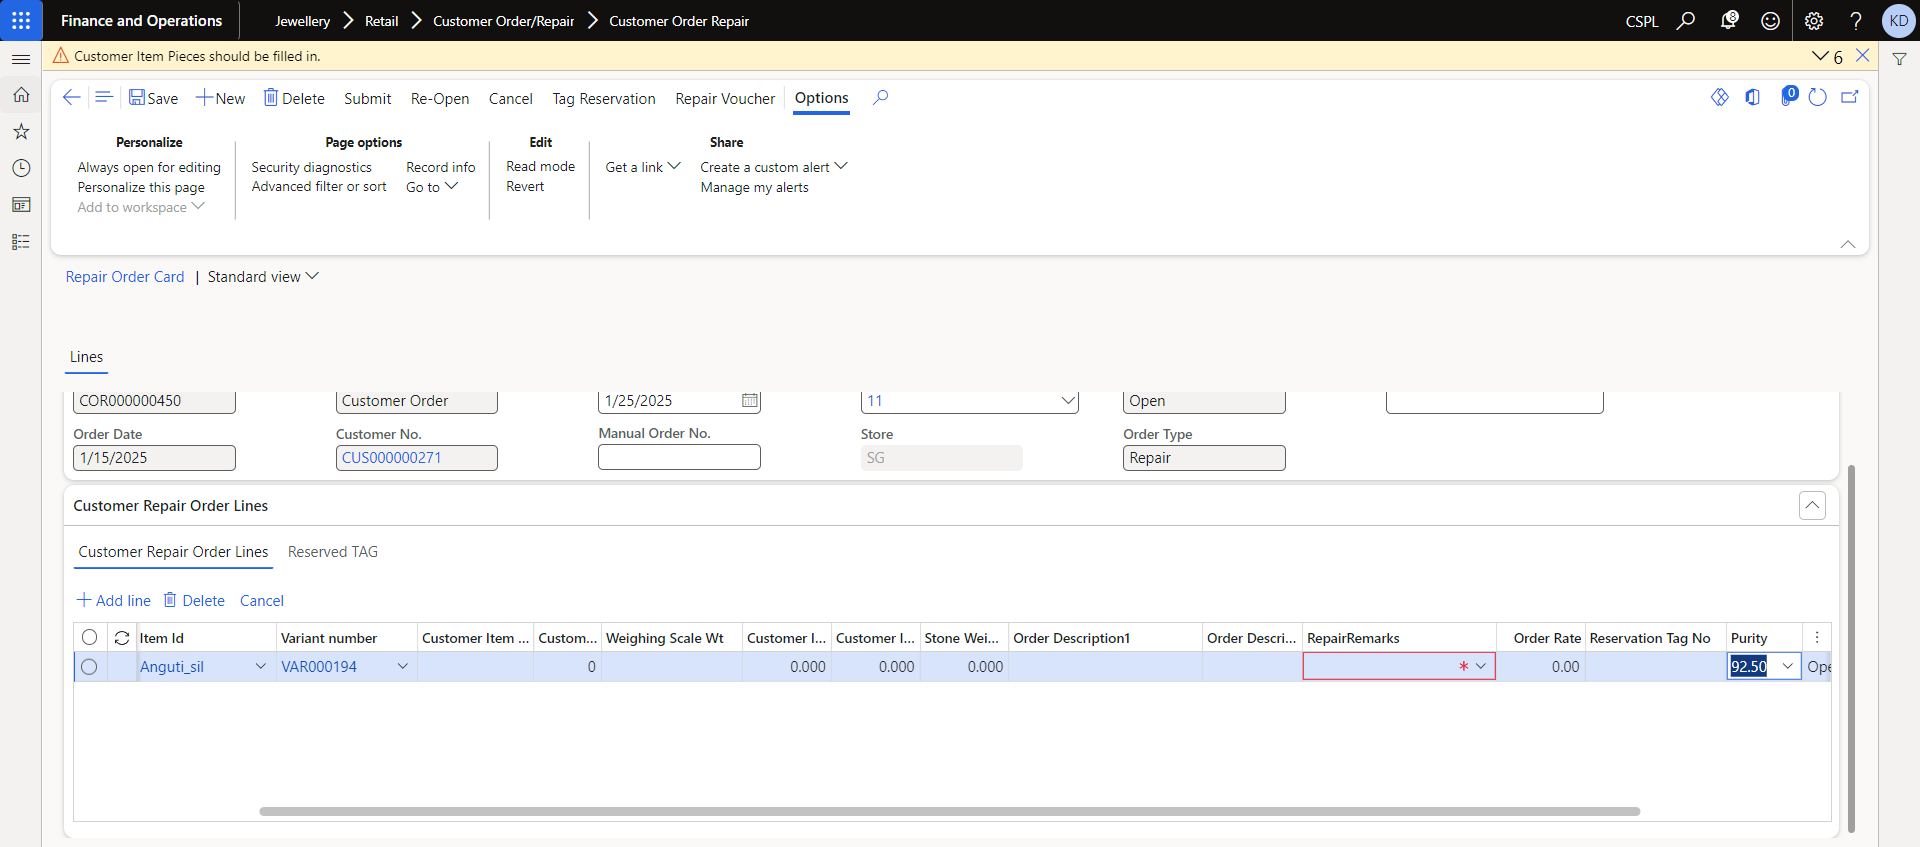 Finance and Operations
Jewellery > Retail > Customer Order/Repair > Customer Order Repair
CSPL
8
?
KD
Customer Item Pieces should be filled in.
6
Save
New
Delete
Submit
Re-Open
Cancel
Tag Reservation
Repair Voucher
Options
0
Personalize
Always open for editing
Personalize this page
Add to workspace
Page options
Security diagnostics
Advanced filter or sort
Record info
Go to
Edit
Read mode
Revert
Share
Get a link
Create a custom alert
Manage my alerts
Repair Order Card | Standard view
Lines
COR000000450
Customer Order
1/25/2025
11
Open
Order Date
1/15/2025
Customer No.
CUS000000271
Manual Order No.
Store
SG
Order Type
Repair
Customer Repair Order Lines
Customer Repair Order Lines
Reserved TAG
+ Add line
Delete
Cancel
Item Id Variant number Customer Item ... Custom... Weighing Scale Wt Customer I... Customer I... Stone Wei... Order Description1 Order Descri... RepairRemarks Order Rate Reservation Tag No Purity
Anguti_sil VAR000194 0 0.000 0.000 0.000 * 0.00 92.50 Ope